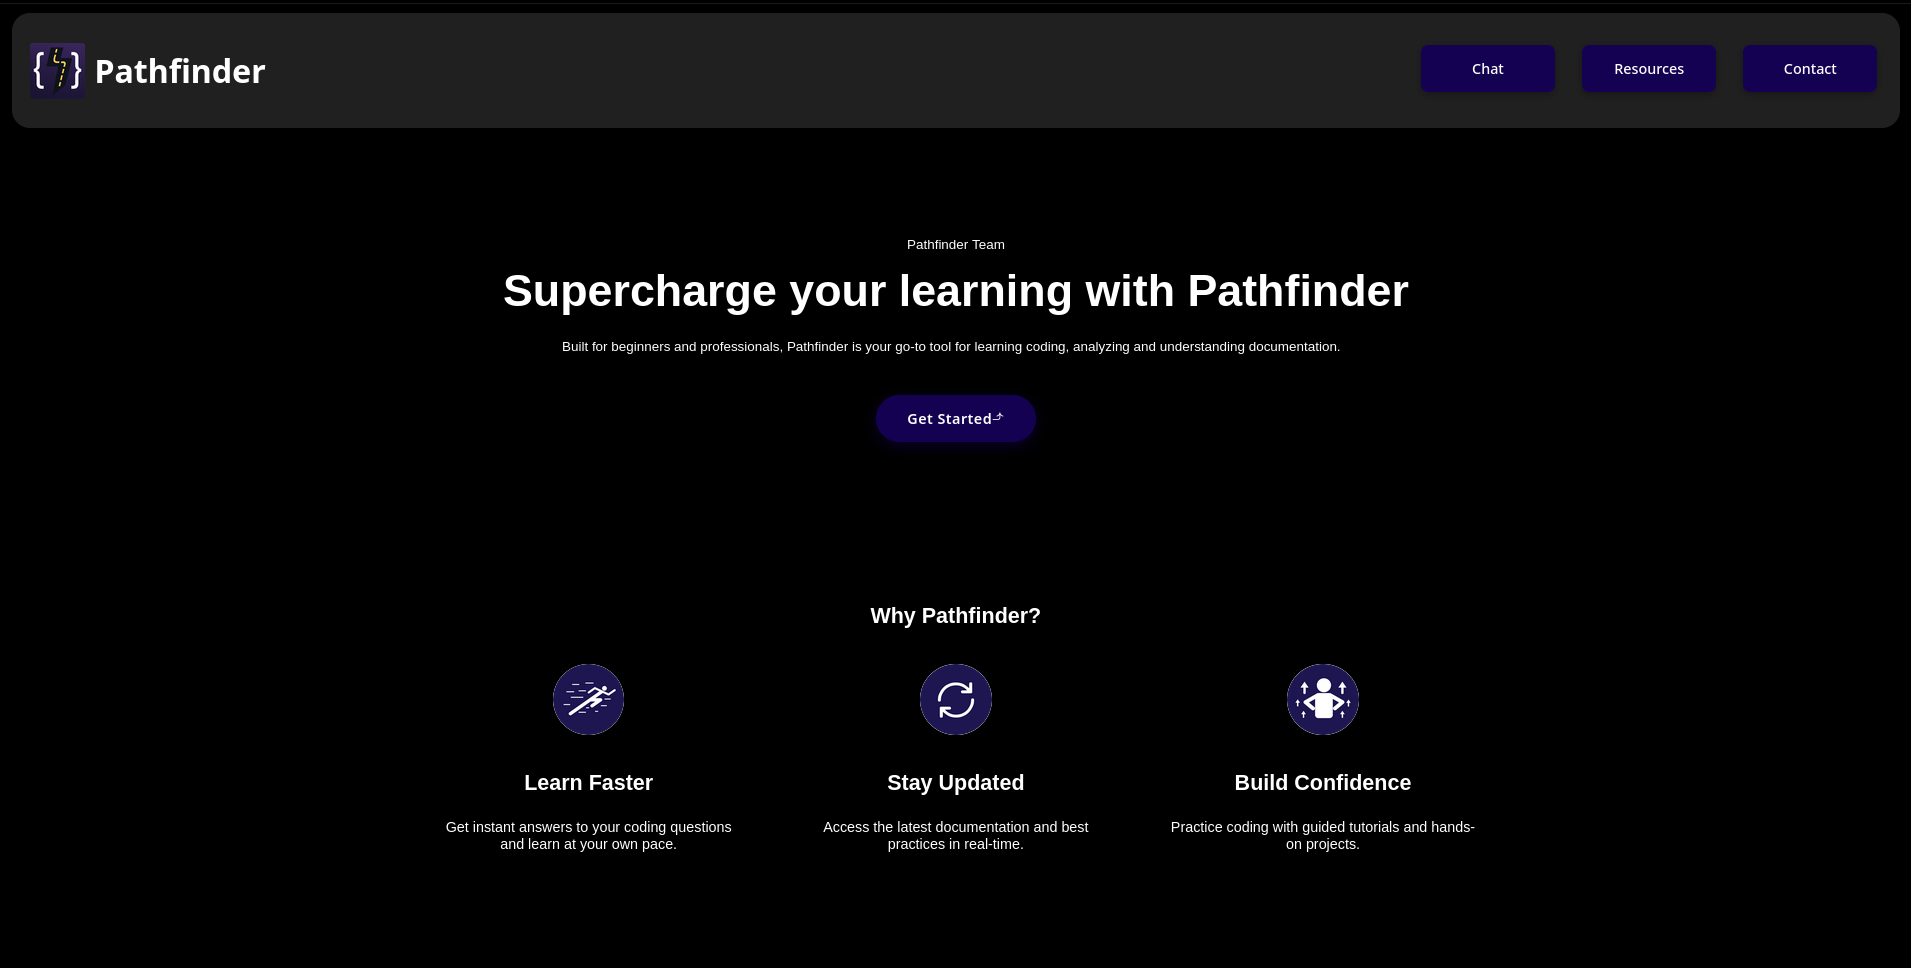 { } Pathfinder
Chat
Resources
Contact
Pathfinder Team
Supercharge your learning with Pathfinder
Built for beginners and professionals, Pathfinder is your go-to tool for learning coding, analyzing and understanding documentation.
Get Started⤴
Why Pathfinder?
Learn Faster
Get instant answers to your coding questions
and learn at your own pace.
Stay Updated
Access the latest documentation and best
practices in real-time.
Build Confidence
Practice coding with guided tutorials and hands-
on projects.